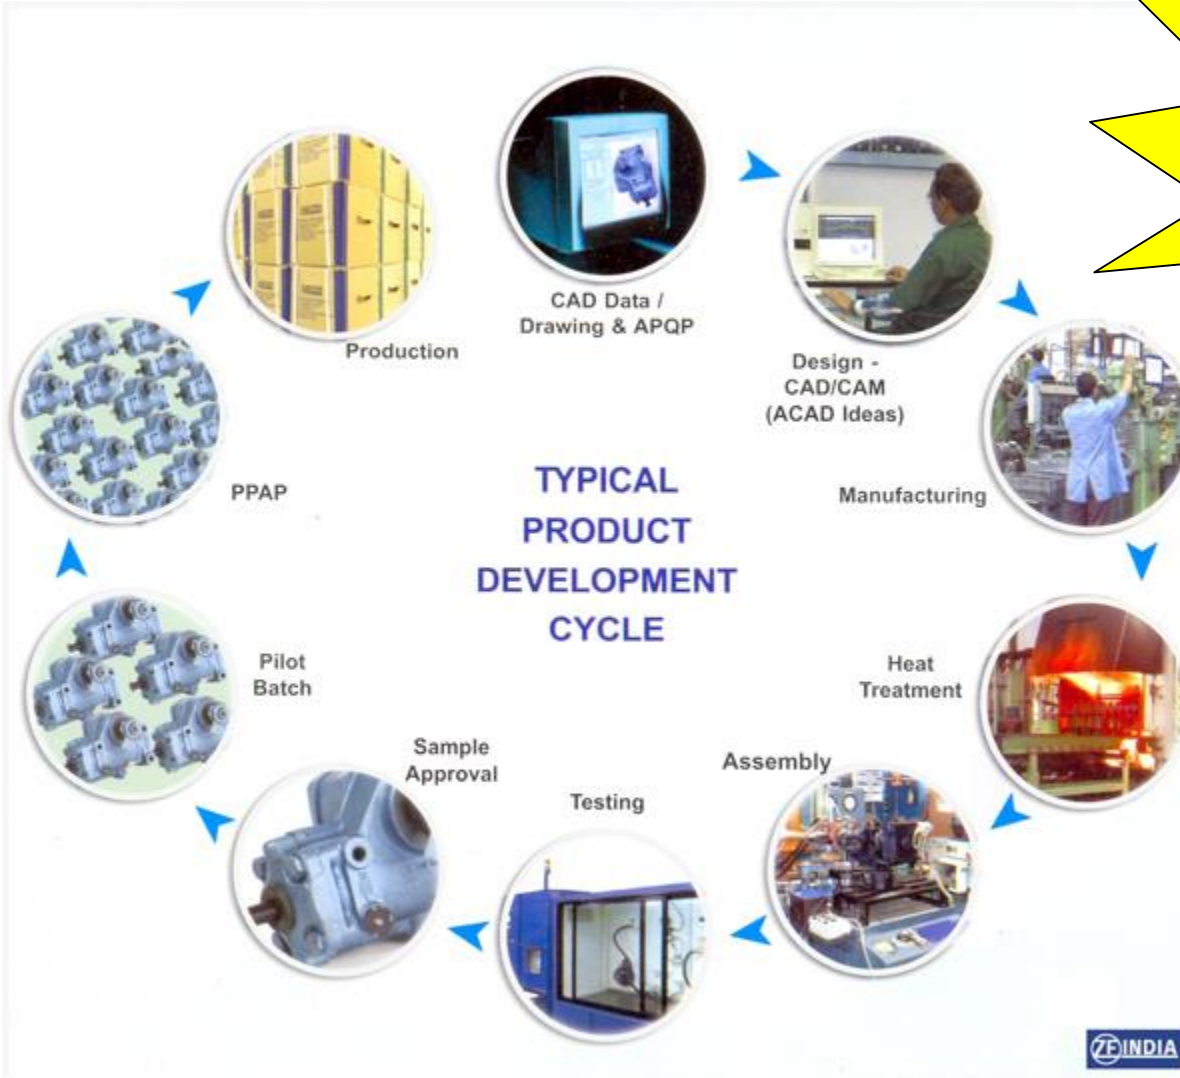 CAD Data /
Drawing & APQP
Design -
CAD/CAM
(ACAD Ideas)
Manufacturing
Heat
Treatment
Assembly
Testing
Sample
Approval
Pilot
Batch
PPAP
Production
TYPICAL
PRODUCT
DEVELOPMENT
CYCLE
ZF INDIA